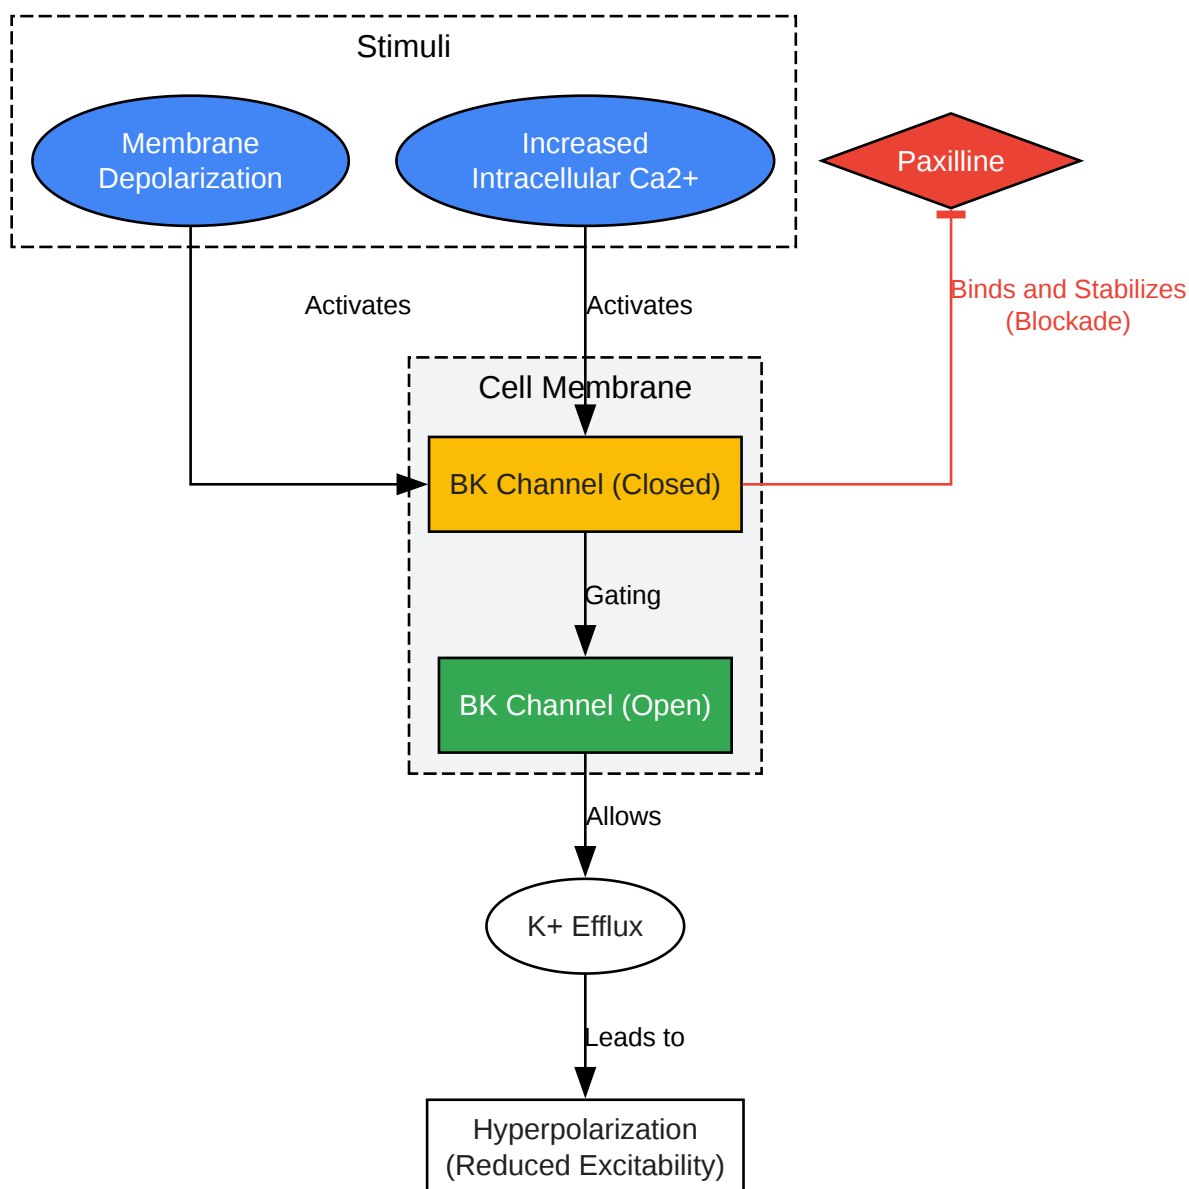 Stimuli
Membrane
Depolarization
Increased
Intracellular Ca2+
Paxilline
Activates
Activates
Binds and Stabilizes
(Blockade)
Cell Membrane
BK Channel (Closed)
Gating
BK Channel (Open)
Allows
K+ Efflux
Leads to
Hyperpolarization
(Reduced Excitability)